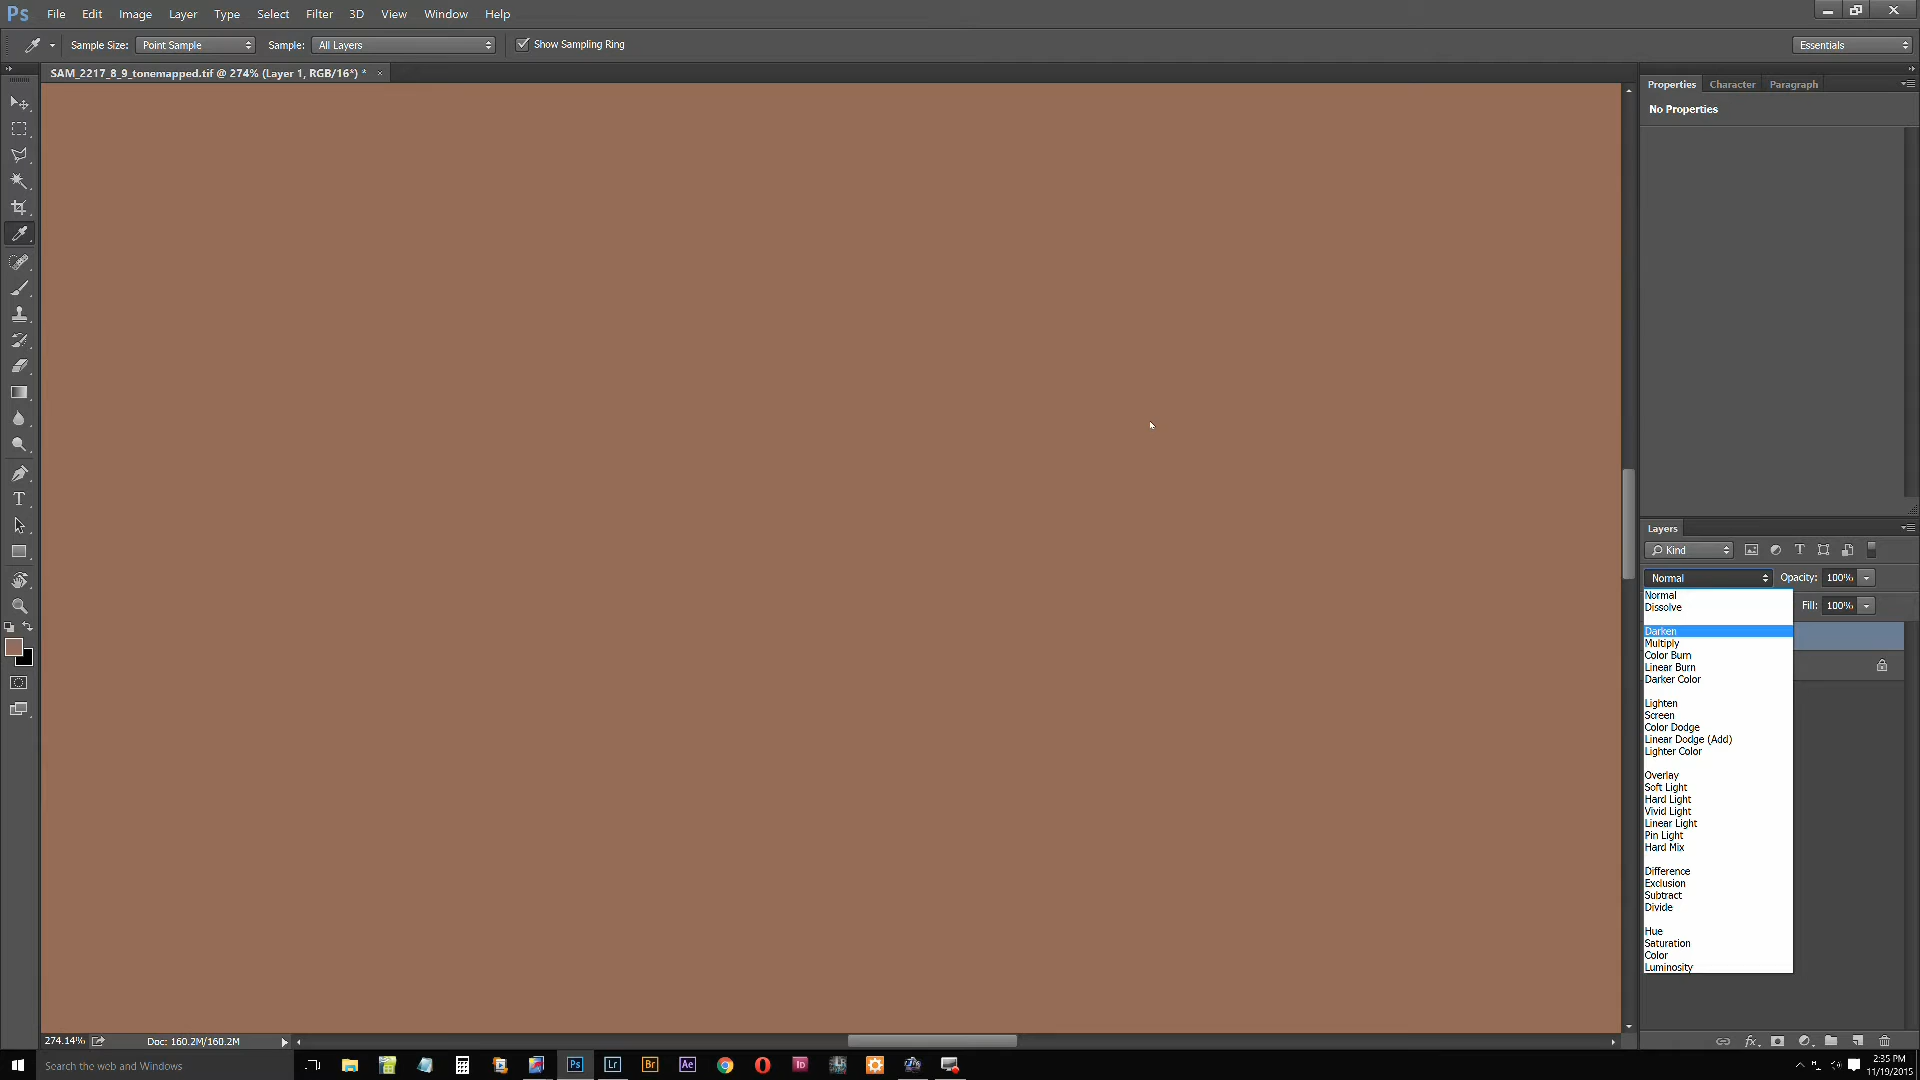 Ps File Edit Image Layer Type Select Filter 3D View Window Help
Sample Size: Point Sample Sample: All Layers Show Sampling Ring Essentials
SAM_2217_8_9_tonemapped.tif @ 274% (Layer 1, RGB/16*) * ×
Properties Character Paragraph
No Properties
Layers
Kind
Normal Opacity: 100%
Fill: 100%
Normal
Dissolve
Darken
Multiply
Color Burn
Linear Burn
Darker Color
Lighten
Screen
Color Dodge
Linear Dodge (Add)
Lighter Color
Overlay
Soft Light
Hard Light
Vivid Light
Linear Light
Pin Light
Hard Mix
Difference
Exclusion
Subtract
Divide
Hue
Saturation
Color
Luminosity
274.14% Doc: 160.2M/160.2M
Search the web and Windows Ps Lr Br Ae Id
2:35 PM
11/19/2015